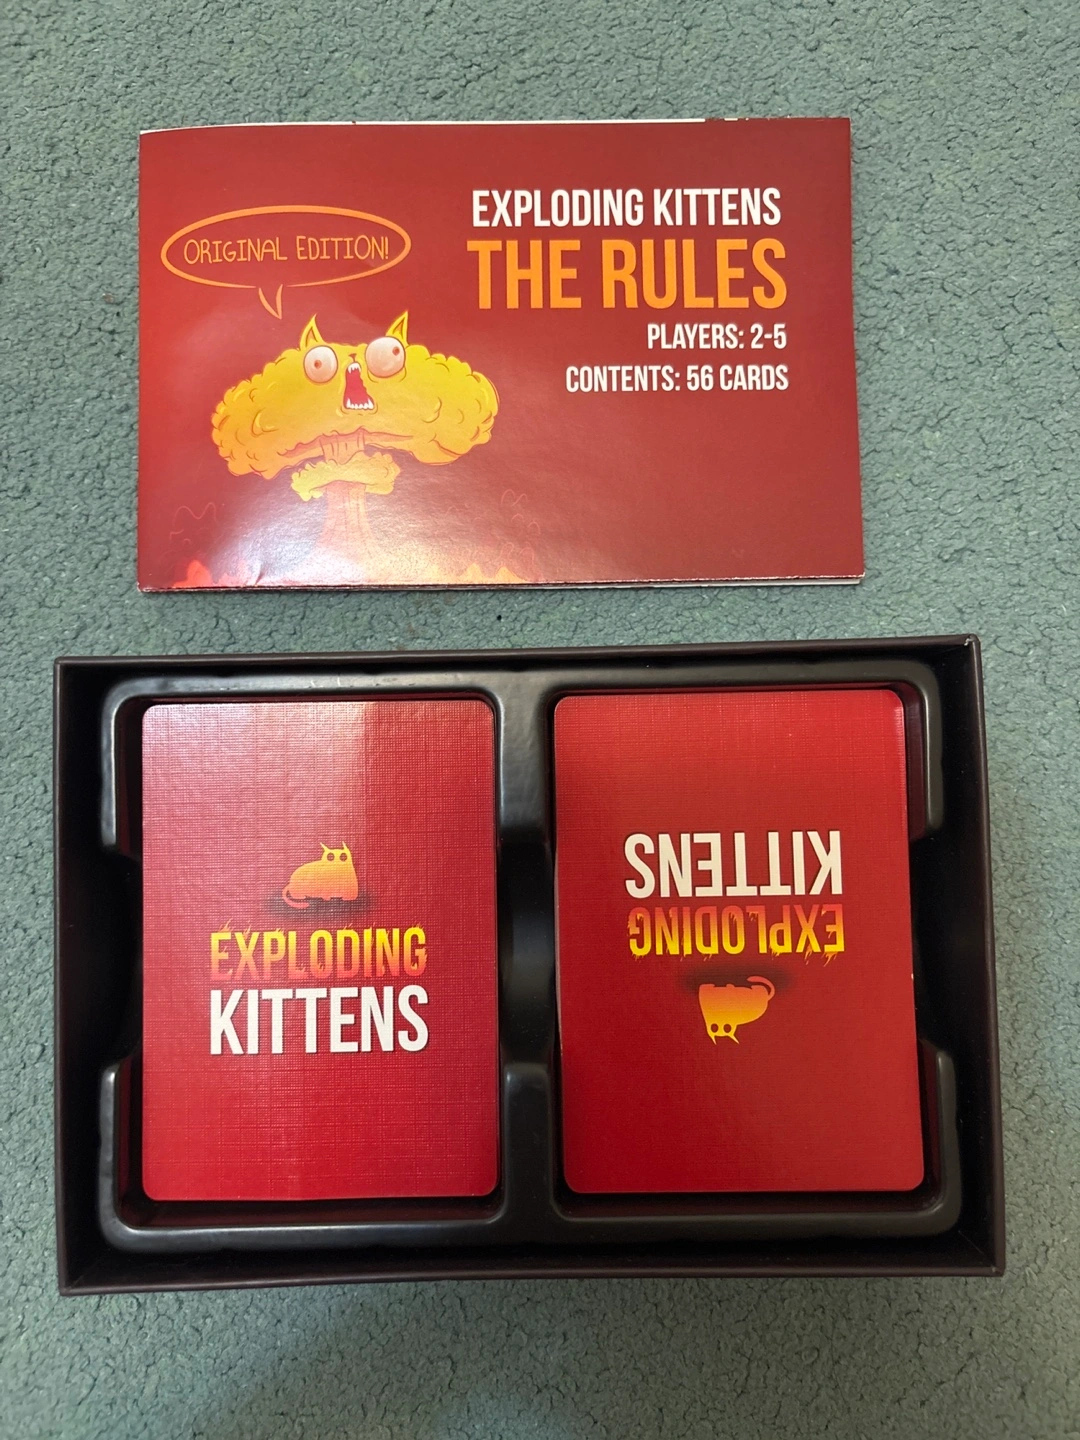 ORIGINAL EDITION!
EXPLODING KITTENS
THE RULES
PLAYERS: 2-5
CONTENTS: 56 CARDS
EXPLODING
KITTENS
EXPLODING
KITTENS